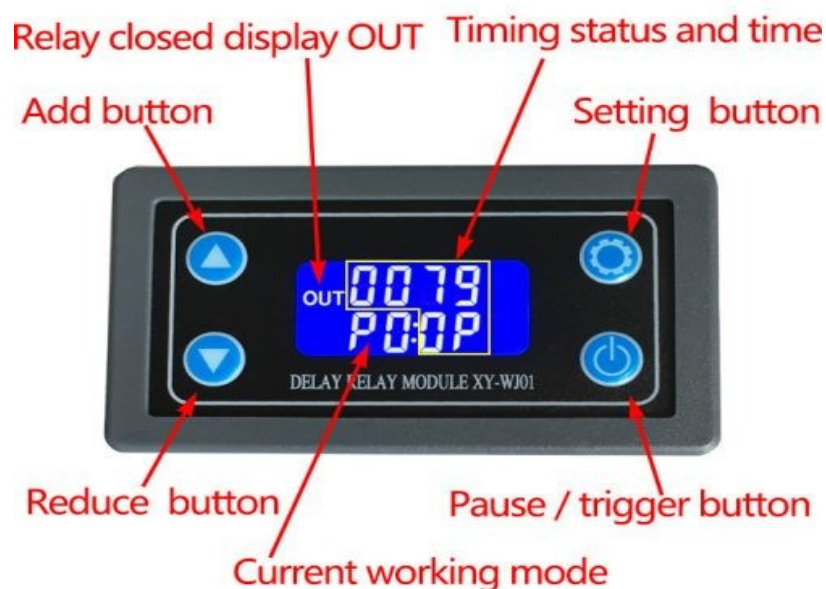 Relay closed display OUT
Timing status and time
Add button
Setting button
OUT 0079
P0:OP
DELAY RELAY MODULE XY-WJ01
Reduce button
Pause / trigger button
Current working mode